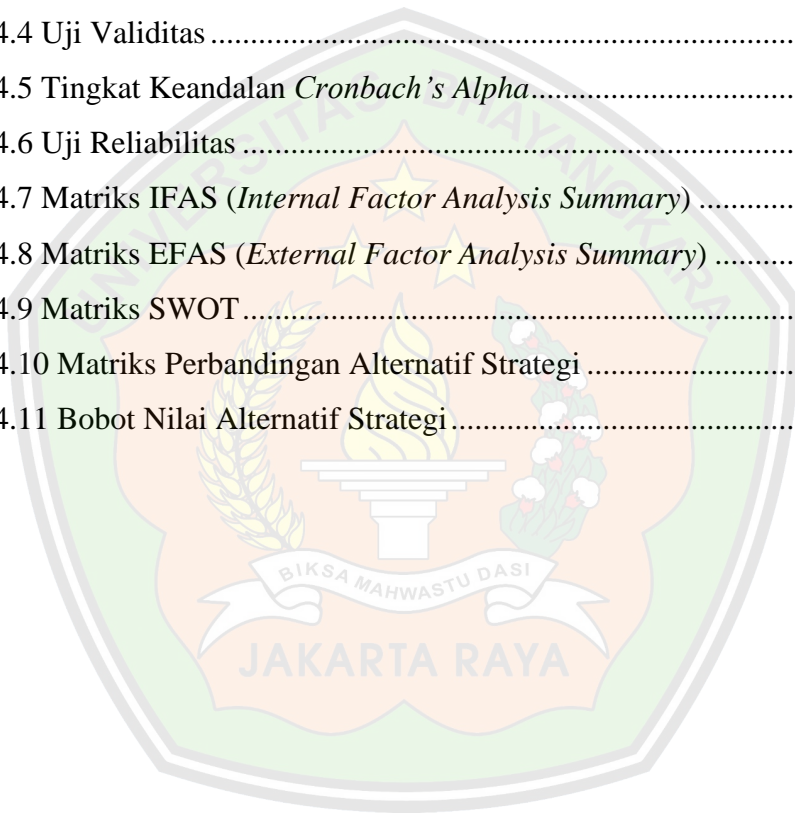 4.4 Uji Validitas ........................................................................
4.5 Tingkat Keandalan Cronbach's Alpha ...................................
4.6 Uji Reliabilitas ....................................................................
4.7 Matriks IFAS (Internal Factor Analysis Summary) ............
4.8 Matriks EFAS (External Factor Analysis Summary) ..........
4.9 Matriks SWOT .....................................................................
4.10 Matriks Perbandingan Alternatif Strategi ..........................
4.11 Bobot Nilai Alternatif Strategi ...........................................
UNIVERSITAS BHAYANGKARA
BIKSA MAHWASTU DASI
JAKARTA RAYA